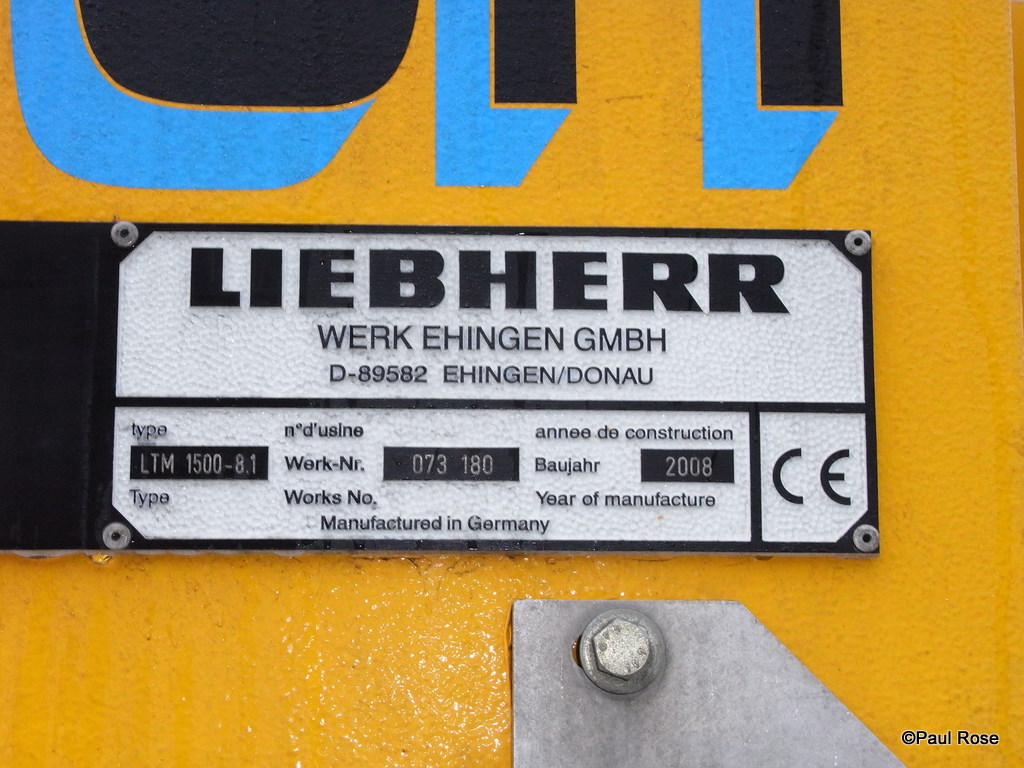 LIEBHERR
WERK EHINGEN GMBH
D-89582 EHINGEN/DONAU
type n°d'usine annee de construction
LTM 1500-8.1 Werk-Nr. 073 180 Baujahr 2008
Type Works No. Year of manufacture
Manufactured in Germany
CE
©Paul Rose